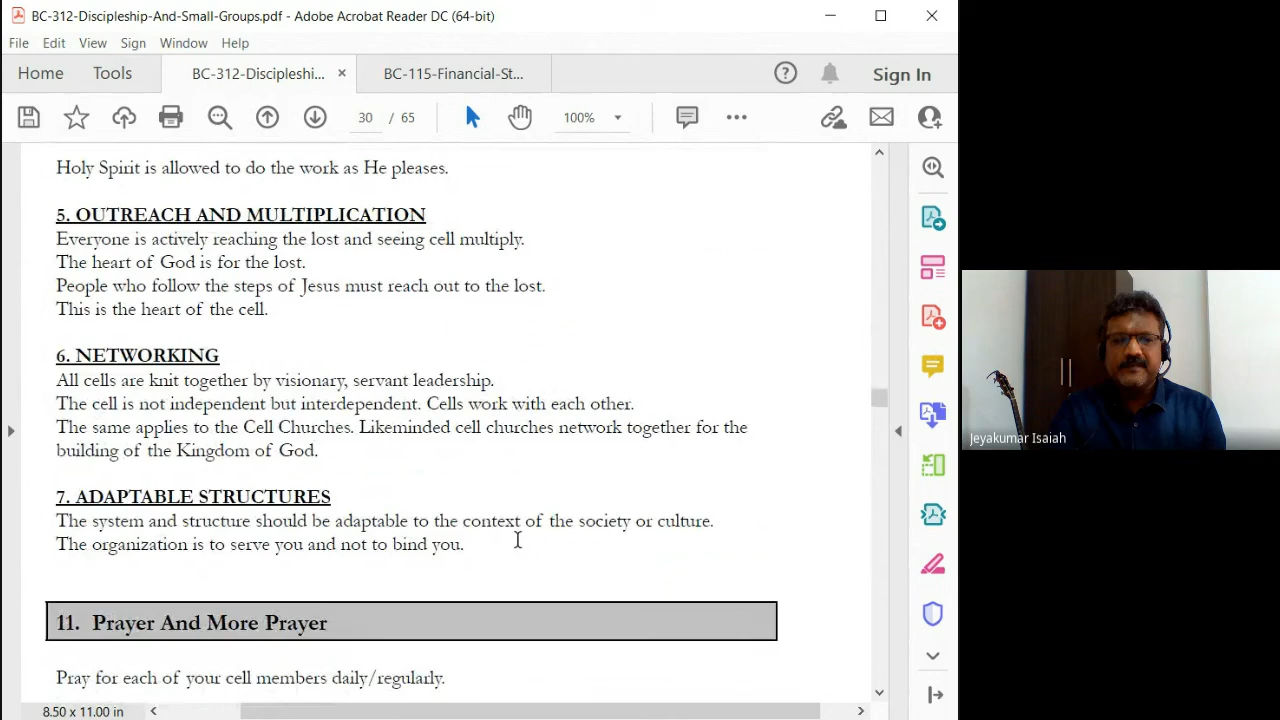 BC-312-Discipleship-And-Small-Groups.pdf - Adobe Acrobat Reader DC (64-bit)
File Edit View Sign Window Help
Home Tools BC-312-Discipleshi... BC-115-Financial-St... Sign In
30 / 65 100%
Holy Spirit is allowed to do the work as He pleases.
5. OUTREACH AND MULTIPLICATION
Everyone is actively reaching the lost and seeing cell multiply.
The heart of God is for the lost.
People who follow the steps of Jesus must reach out to the lost.
This is the heart of the cell.
6. NETWORKING
All cells are knit together by visionary, servant leadership.
The cell is not independent but interdependent. Cells work with each other.
The same applies to the Cell Churches. Likeminded cell churches network together for the
building of the Kingdom of God.
7. ADAPTABLE STRUCTURES
The system and structure should be adaptable to the context of the society or culture.
The organization is to serve you and not to bind you.
11. Prayer And More Prayer
Pray for each of your cell members daily/regularly.
8.50 x 11.00 in
Jeyakumar Isaiah